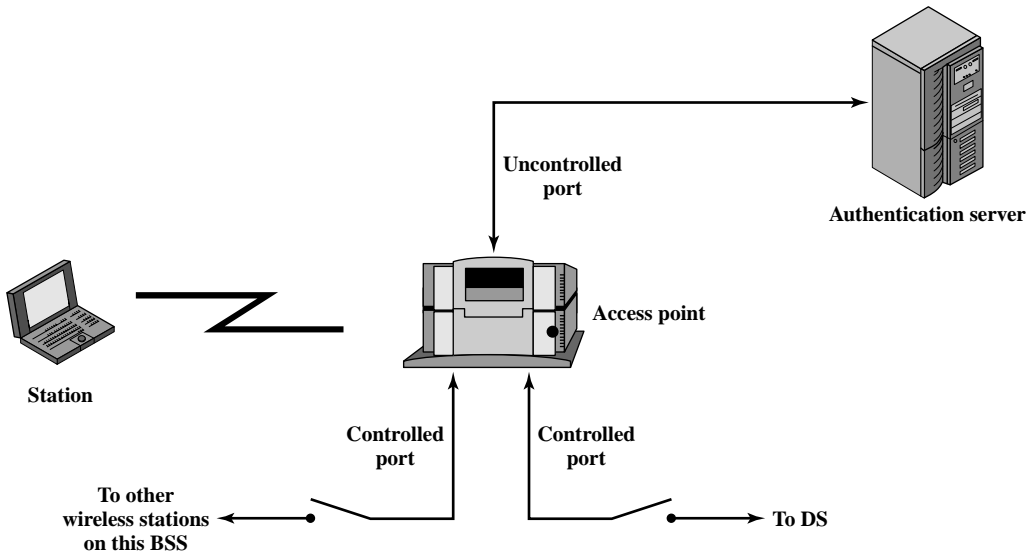 Uncontrolled
port
Authentication server
Access point
Station
Controlled
port
Controlled
port
To other
wireless stations
on this BSS
To DS